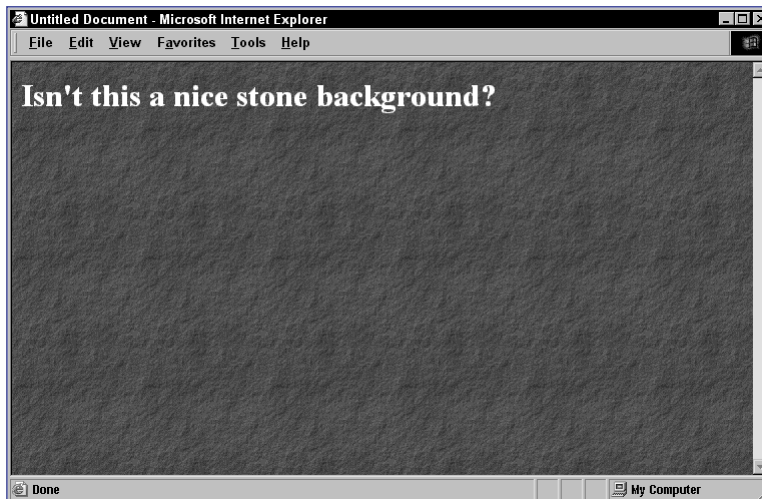 Untitled Document - Microsoft Internet Explorer
File Edit View Favorites Tools Help
Isn't this a nice stone background?
Done My Computer